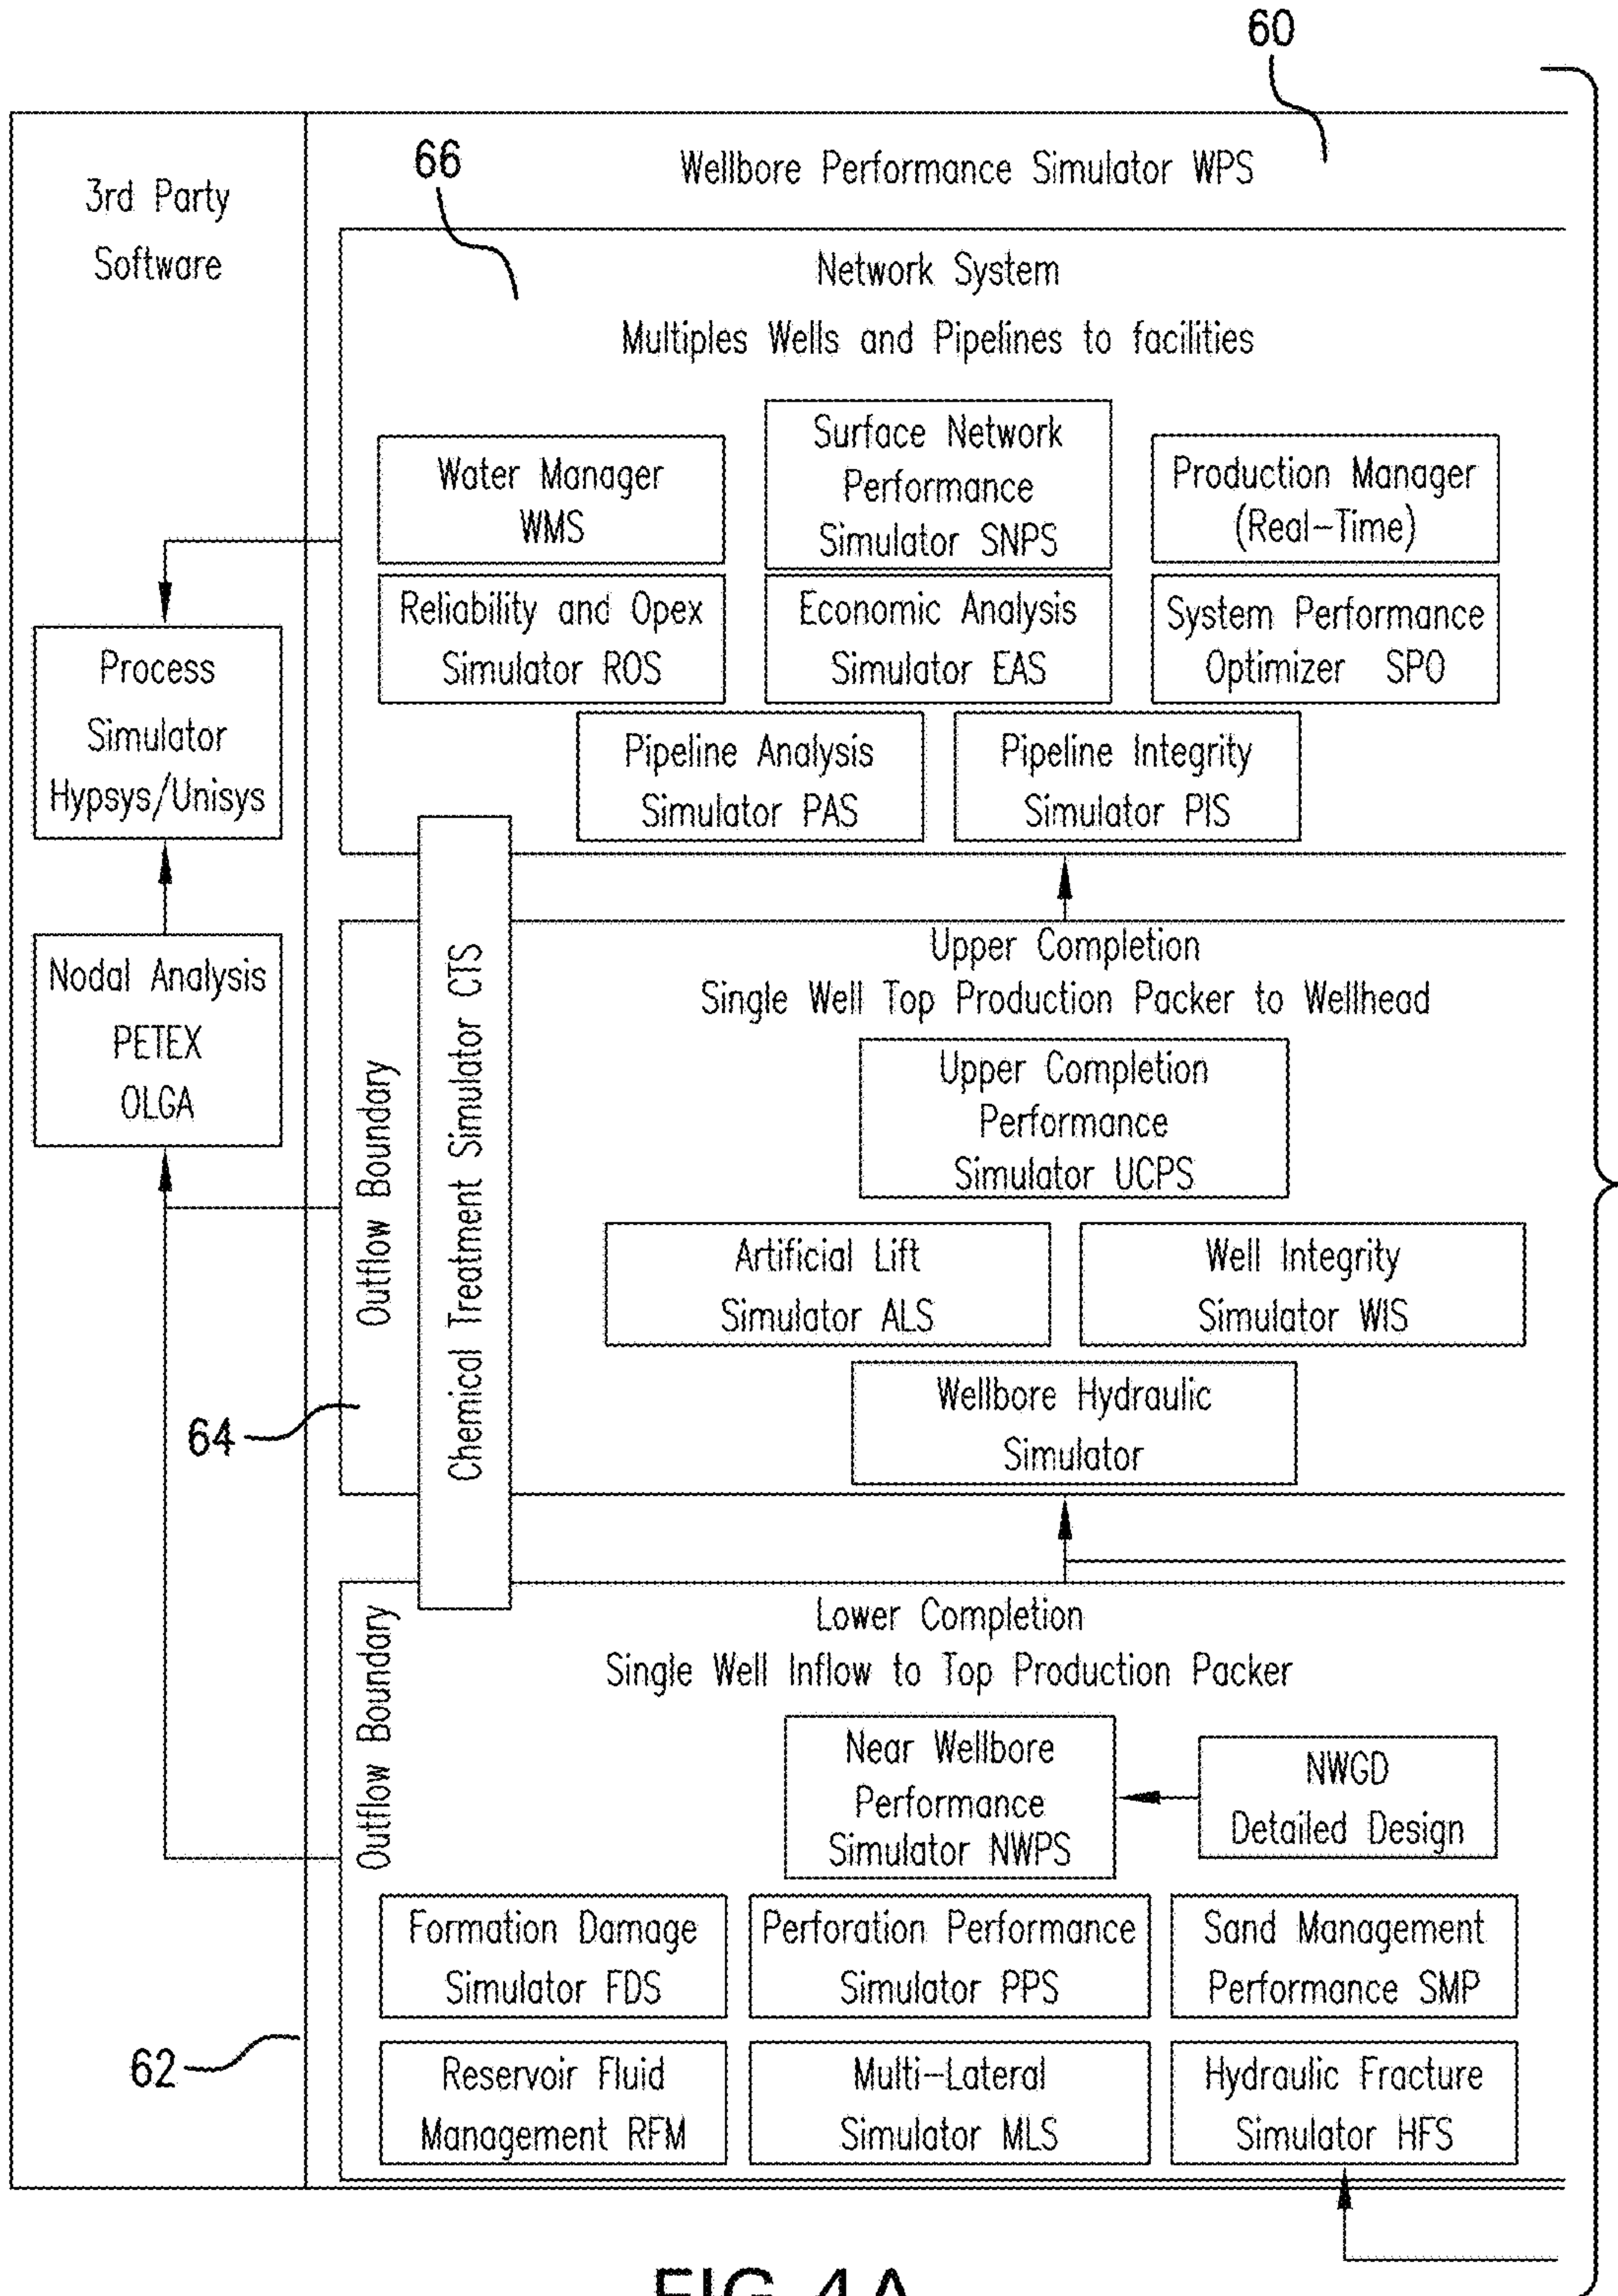 60
3rd Party
Software
Wellbore Performance Simulator WPS
66
Network System
Multiples Wells and Pipelines to facilities
Water Manager
WMS
Surface Network
Performance
Simulator SNPS
Production Manager
(Real-Time)
Reliability and Opex
Simulator ROS
Economic Analysis
Simulator EAS
System Performance
Optimizer SPO
Pipeline Analysis
Simulator PAS
Pipeline Integrity
Simulator PIS
Process
Simulator
Hypsys/Unisys
Nodal Analysis
PETEX
OLGA
Outflow Boundary
Chemical Treatment Simulator CTS
Upper Completion
Single Well Top Production Packer to Wellhead
Upper Completion
Performance
Simulator UCPS
Artificial Lift
Simulator ALS
Well Integrity
Simulator WIS
Wellbore Hydraulic
Simulator
64
Outflow Boundary
Lower Completion
Single Well Inflow to Top Production Packer
Near Wellbore
Performance
Simulator NWPS
NWGD
Detailed Design
Formation Damage
Simulator FDS
Perforation Performance
Simulator PPS
Sand Management
Performance SMP
62
Reservoir Fluid
Management RFM
Multi-Lateral
Simulator MLS
Hydraulic Fracture
Simulator HFS
FIG.4A